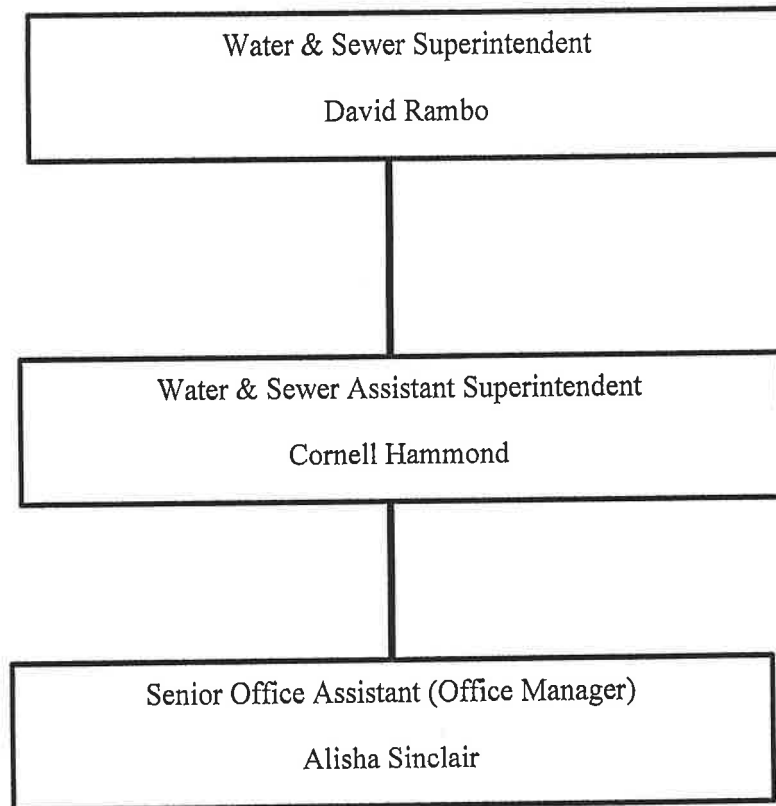 Water & Sewer Superintendent
David Rambo
Water & Sewer Assistant Superintendent
Cornell Hammond
Senior Office Assistant (Office Manager)
Alisha Sinclair